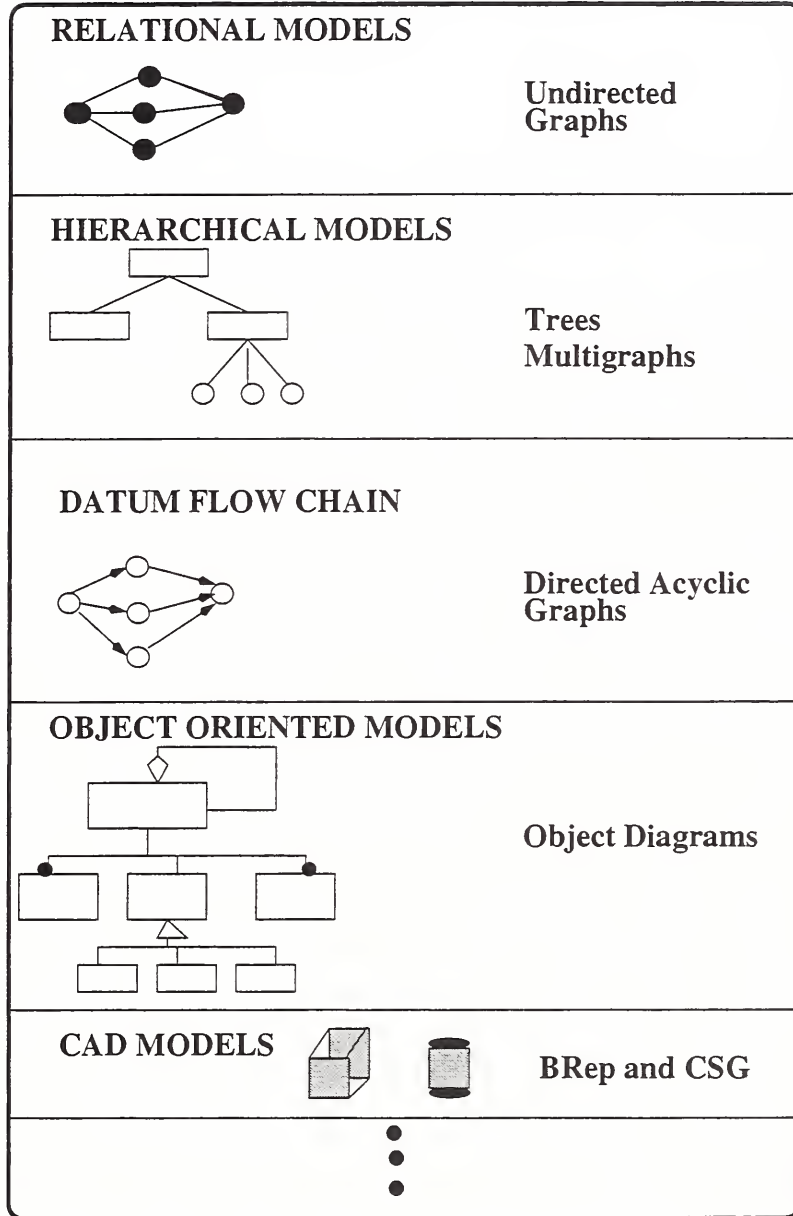 RELATIONAL MODELS
Undirected
Graphs
HIERARCHICAL MODELS
Trees
Multigraphs
DATUM FLOW CHAIN
Directed Acyclic
Graphs
OBJECT ORIENTED MODELS
Object Diagrams
CAD MODELS
BRep and CSG